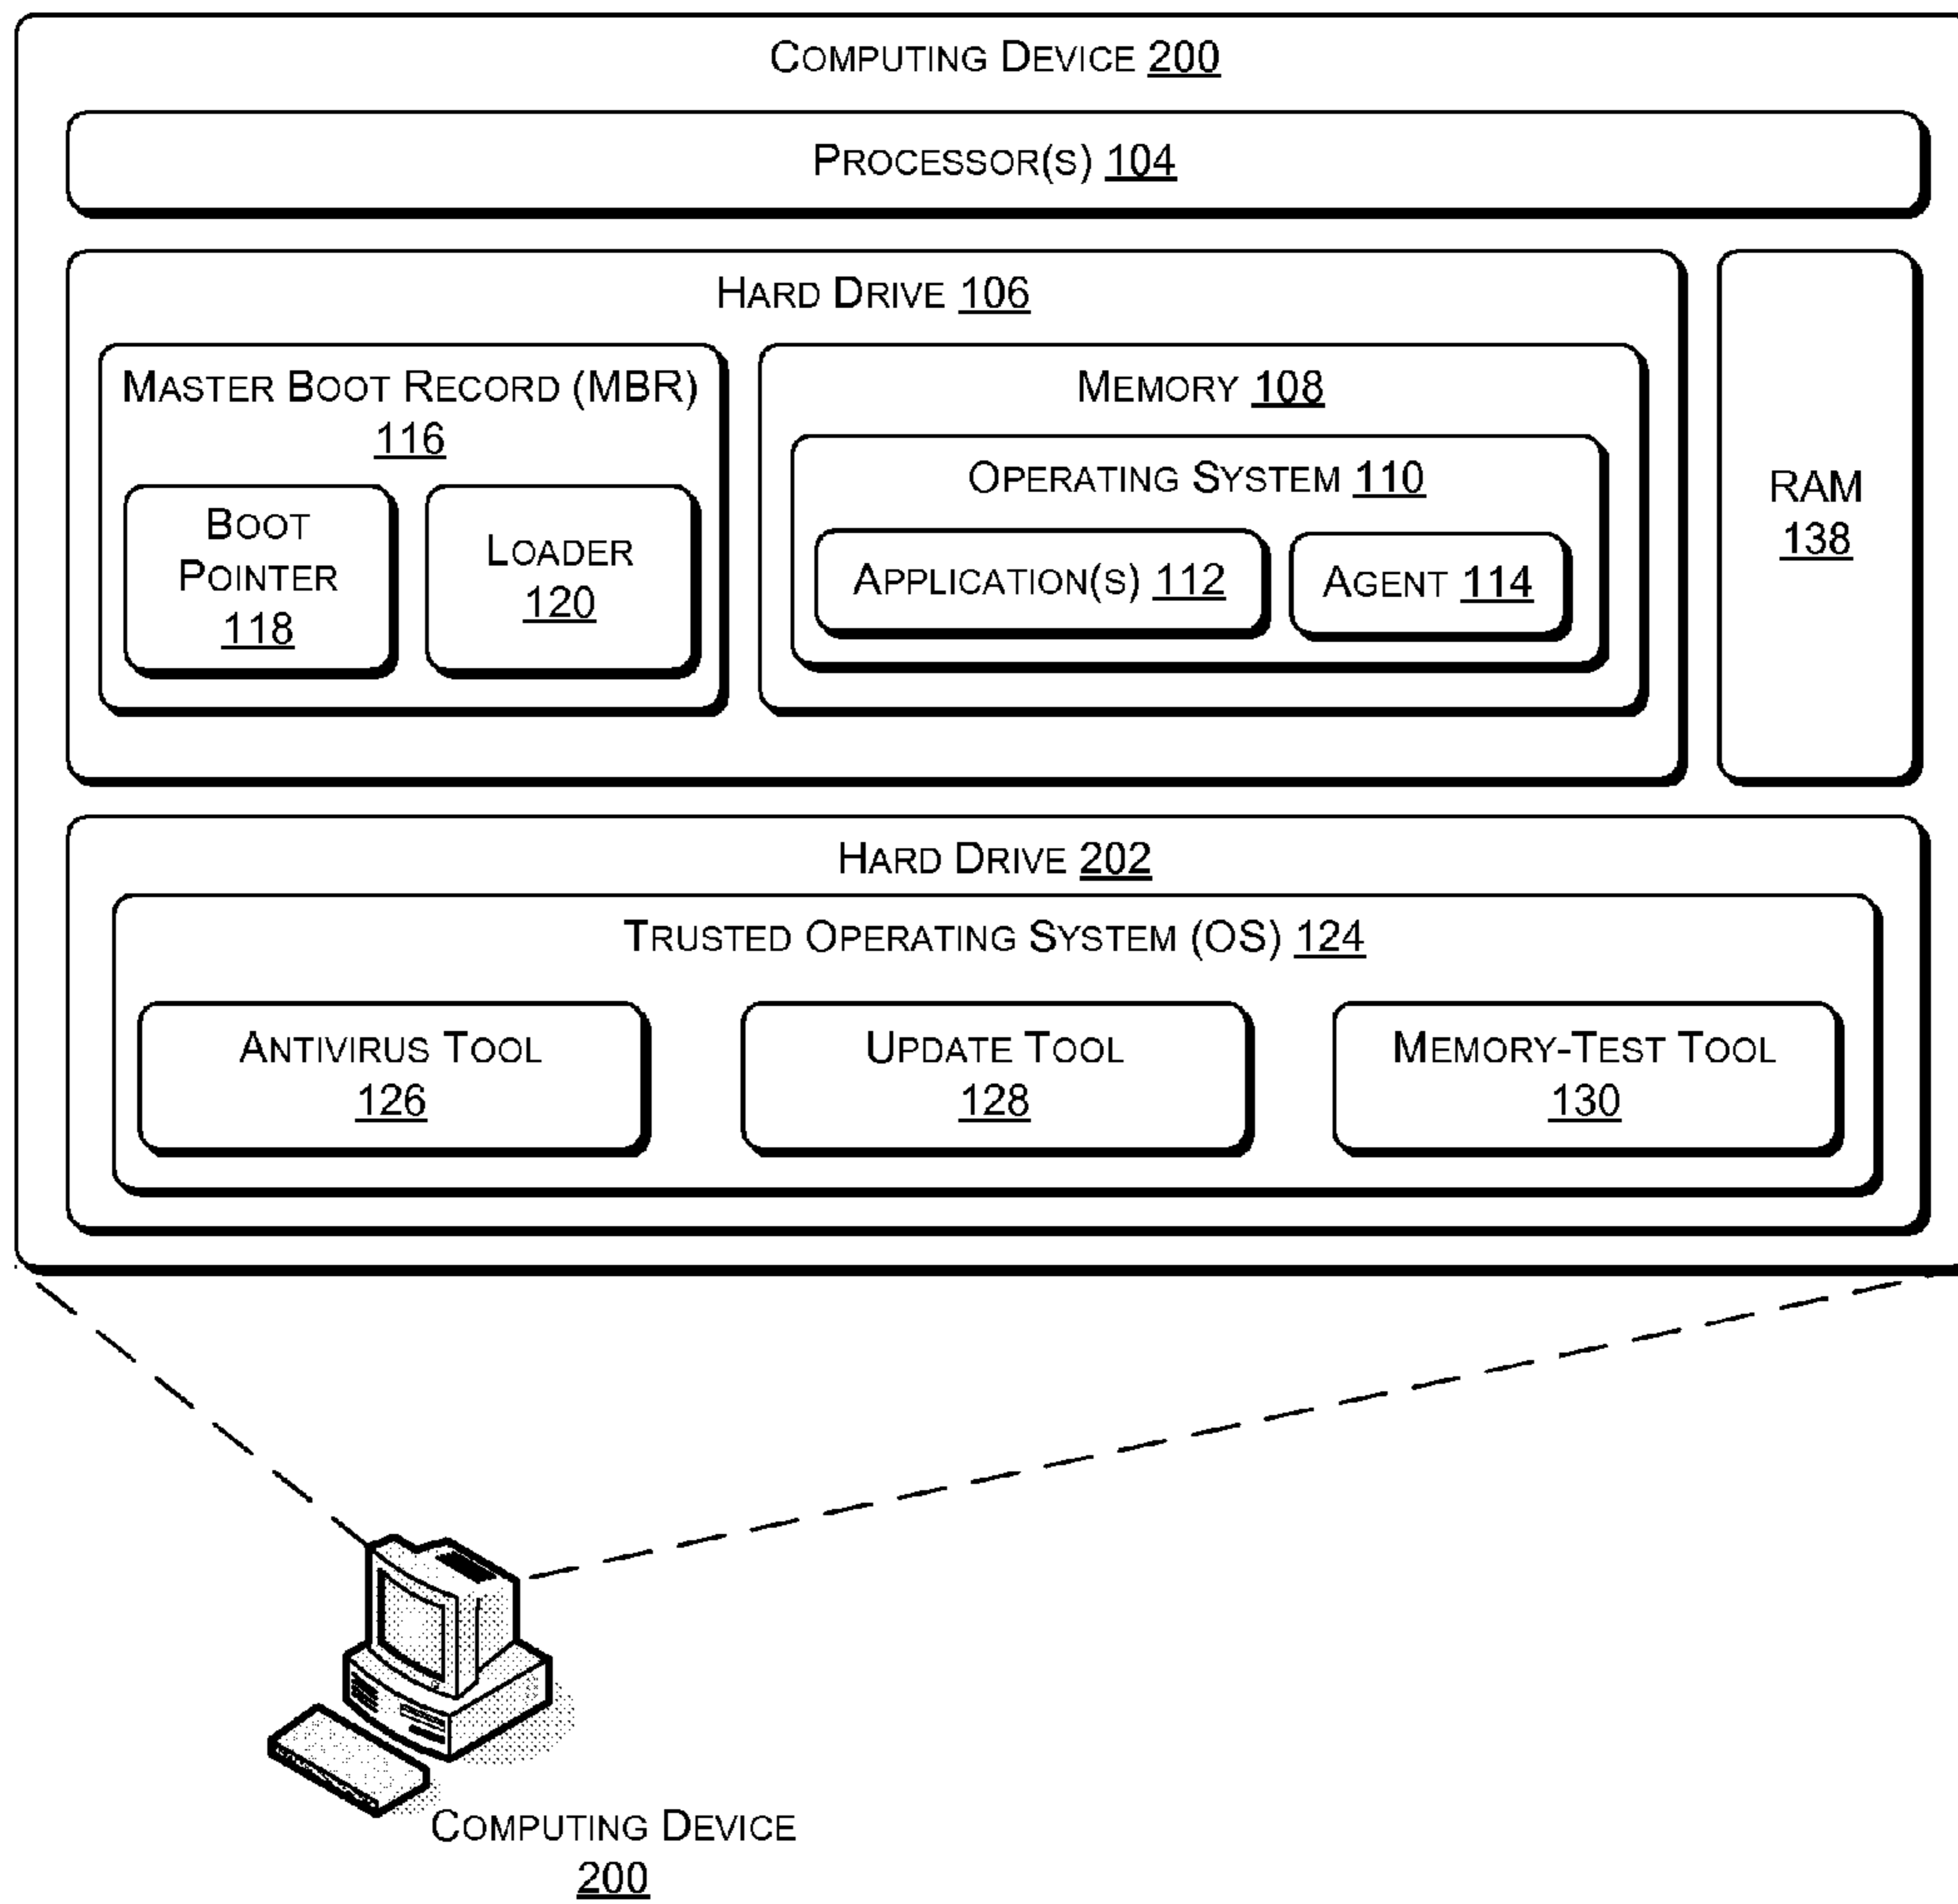 COMPUTING DEVICE 200
PROCESSOR(S) 104
HARD DRIVE 106
MASTER BOOT RECORD (MBR)
116
BOOT
POINTER
118
LOADER
120
MEMORY 108
OPERATING SYSTEM 110
APPLICATION(S) 112
AGENT 114
RAM
138
HARD DRIVE 202
TRUSTED OPERATING SYSTEM (OS) 124
ANTIVIRUS TOOL
126
UPDATE TOOL
128
MEMORY-TEST TOOL
130
COMPUTING DEVICE
200